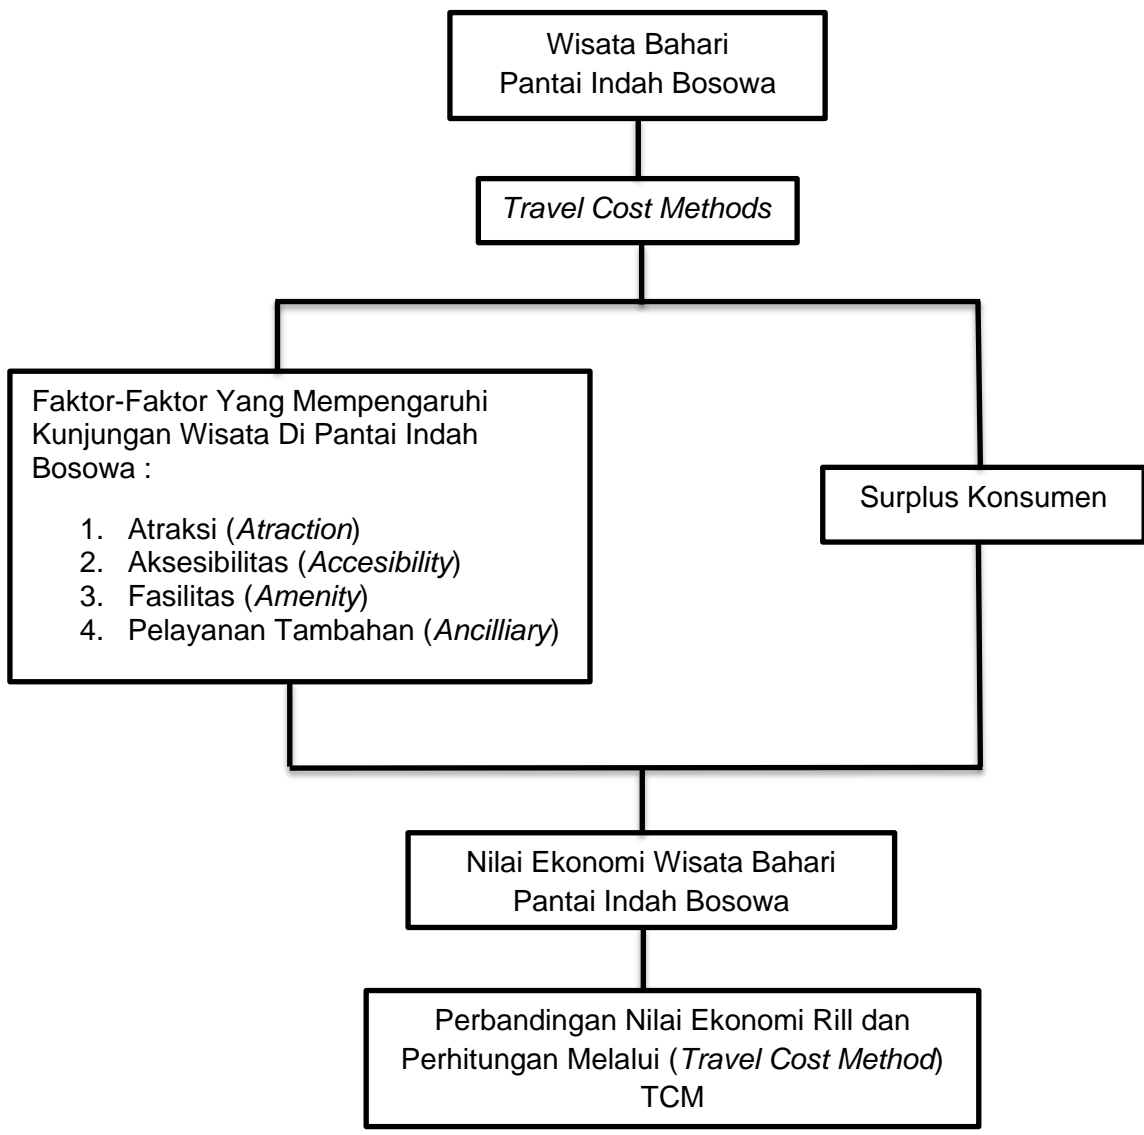 Wisata Bahari
Pantai Indah Bosowa
Travel Cost Methods
Faktor-Faktor Yang Mempengaruhi
Kunjungan Wisata Di Pantai Indah
Bosowa :
1. Atraksi (Atraction)
2. Aksesibilitas (Accesibility)
3. Fasilitas (Amenity)
4. Pelayanan Tambahan (Ancilliary)
Surplus Konsumen
Nilai Ekonomi Wisata Bahari
Pantai Indah Bosowa
Perbandingan Nilai Ekonomi Rill dan
Perhitungan Melalui (Travel Cost Method)
TCM